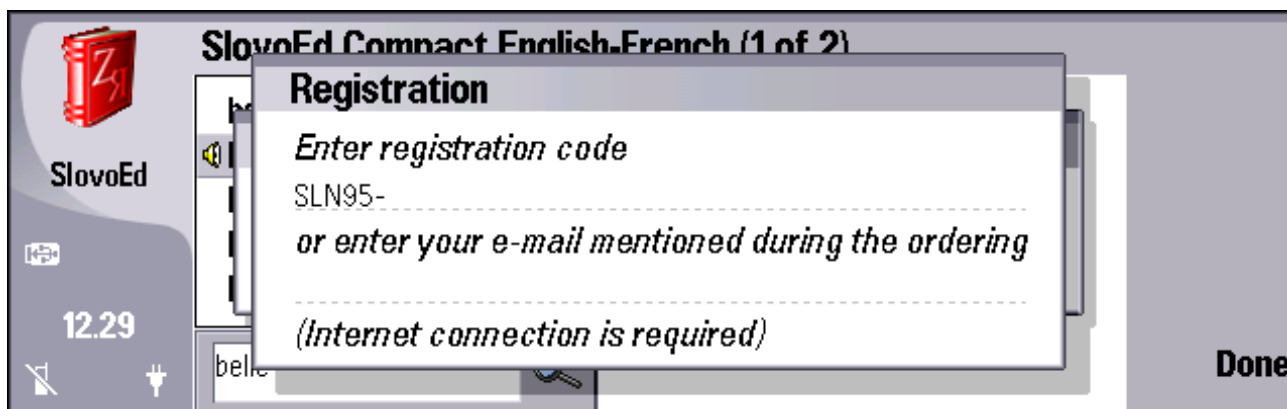 SlovoEd Compact English-French (1 of 2)
Registration
Enter registration code
SLN95-
or enter your e-mail mentioned during the ordering
(Internet connection is required)
SlovoEd
12.29
Done